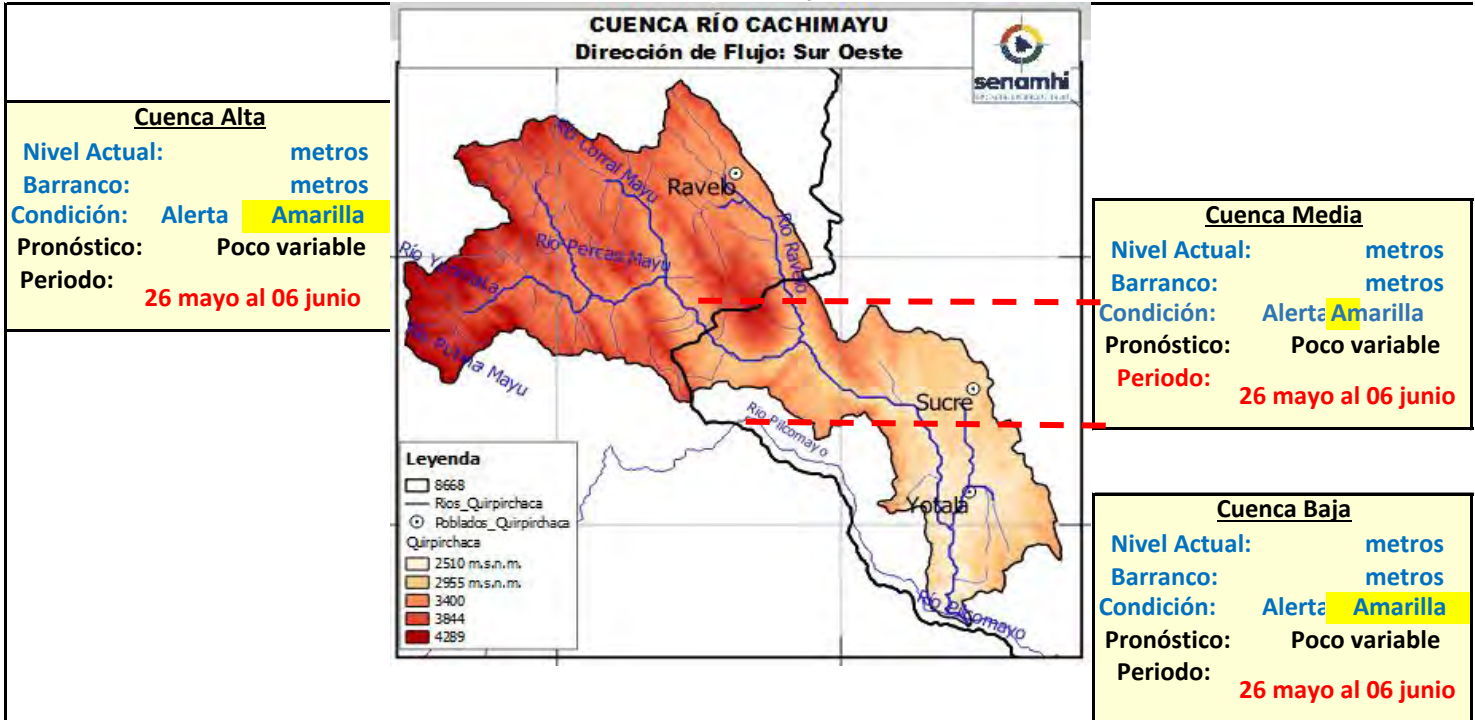 CUENCA RÍO CACHIMAYU
Dirección de Flujo: Sur Oeste
senamhi
Cuenca Alta
Nivel Actual: metros
Barranco: metros
Condición: Alerta Amarilla
Pronóstico: Poco variable
Periodo:
26 mayo al 06 junio
Río Corral Mayu
Ravelo
Río Ravelo
Río Percas Mayu
Río
Mayu
Sucre
Río Pilcomayo
Yotala
Río Pilcomayo
Leyenda
8668
Rios_Quirpirchaca
Poblados_Quirpirchaca
Quirpirchaca
2510 m.s.n.m.
2955 m.s.n.m.
3400
3844
4289
Cuenca Media
Nivel Actual: metros
Barranco: metros
Condición: Alerta Amarilla
Pronóstico: Poco variable
Periodo:
26 mayo al 06 junio
Cuenca Baja
Nivel Actual: metros
Barranco: metros
Condición: Alerta Amarilla
Pronóstico: Poco variable
Periodo:
26 mayo al 06 junio